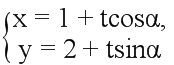 x = 1 + tcosα,
y = 2 + tsinα